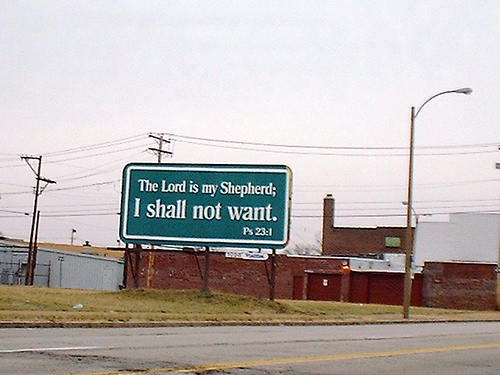 The Lord is my Shepherd;
I shall not want.
Ps 23:1